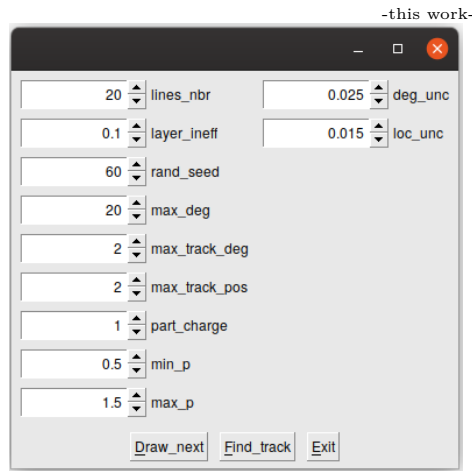 -this work-
20 lines_nbr 0.025 deg_unc
0.1 layer_ineff 0.015 loc_unc
60 rand_seed
20 max_deg
2 max_track_deg
2 max_track_pos
1 part_charge
0.5 min_p
1.5 max_p
Draw_next Find_track Exit